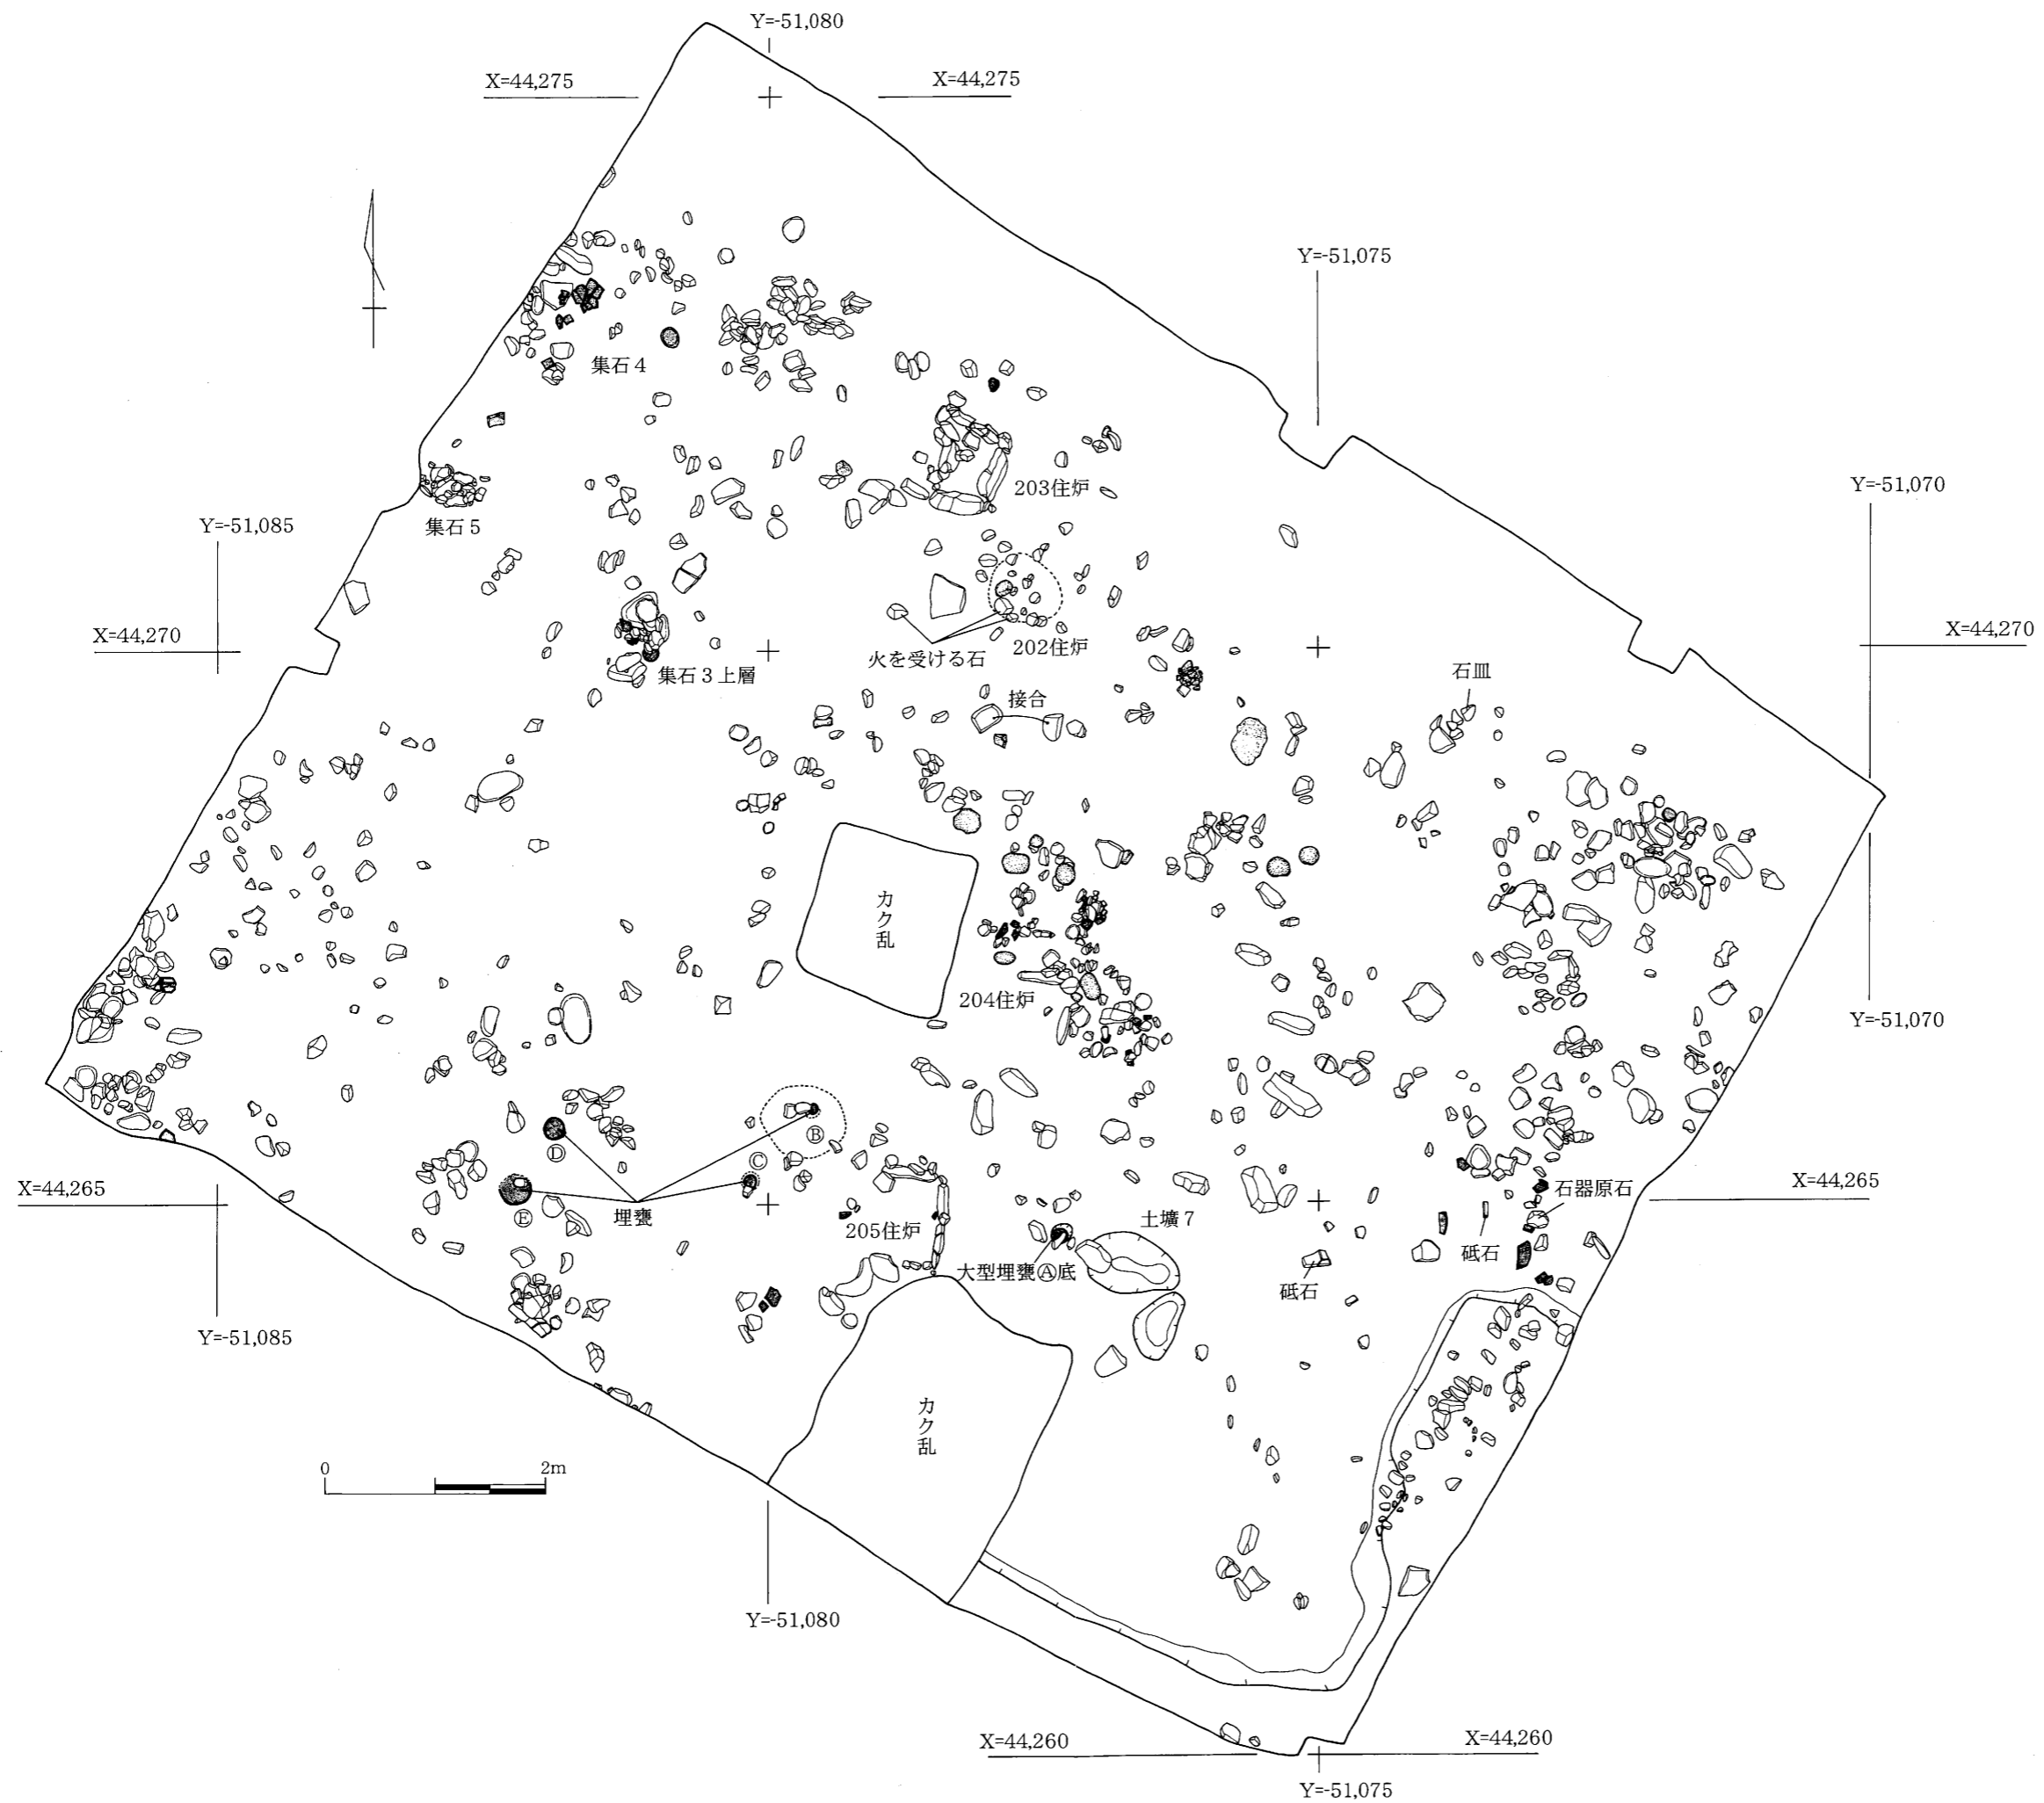 Y=-51,080
X=44,275
X=44,275
Y=-51,075
集石4
203住炉
Y=-51,070
集石5
Y=-51,085
X=44,270
X=44,270
202住炉
火を受ける石
集石3上層
石皿
接合
カク乱
204住炉
Y=-51,070
Ⓑ
Ⓓ
Ⓒ
X=44,265
X=44,265
石器原石
Ⓔ
埋甕
土壙7
205住炉
砥石
大型埋甕Ⓐ底
砥石
Y=-51,085
カク乱
0 2m
Y=-51,080
X=44,260
X=44,260
Y=-51,075